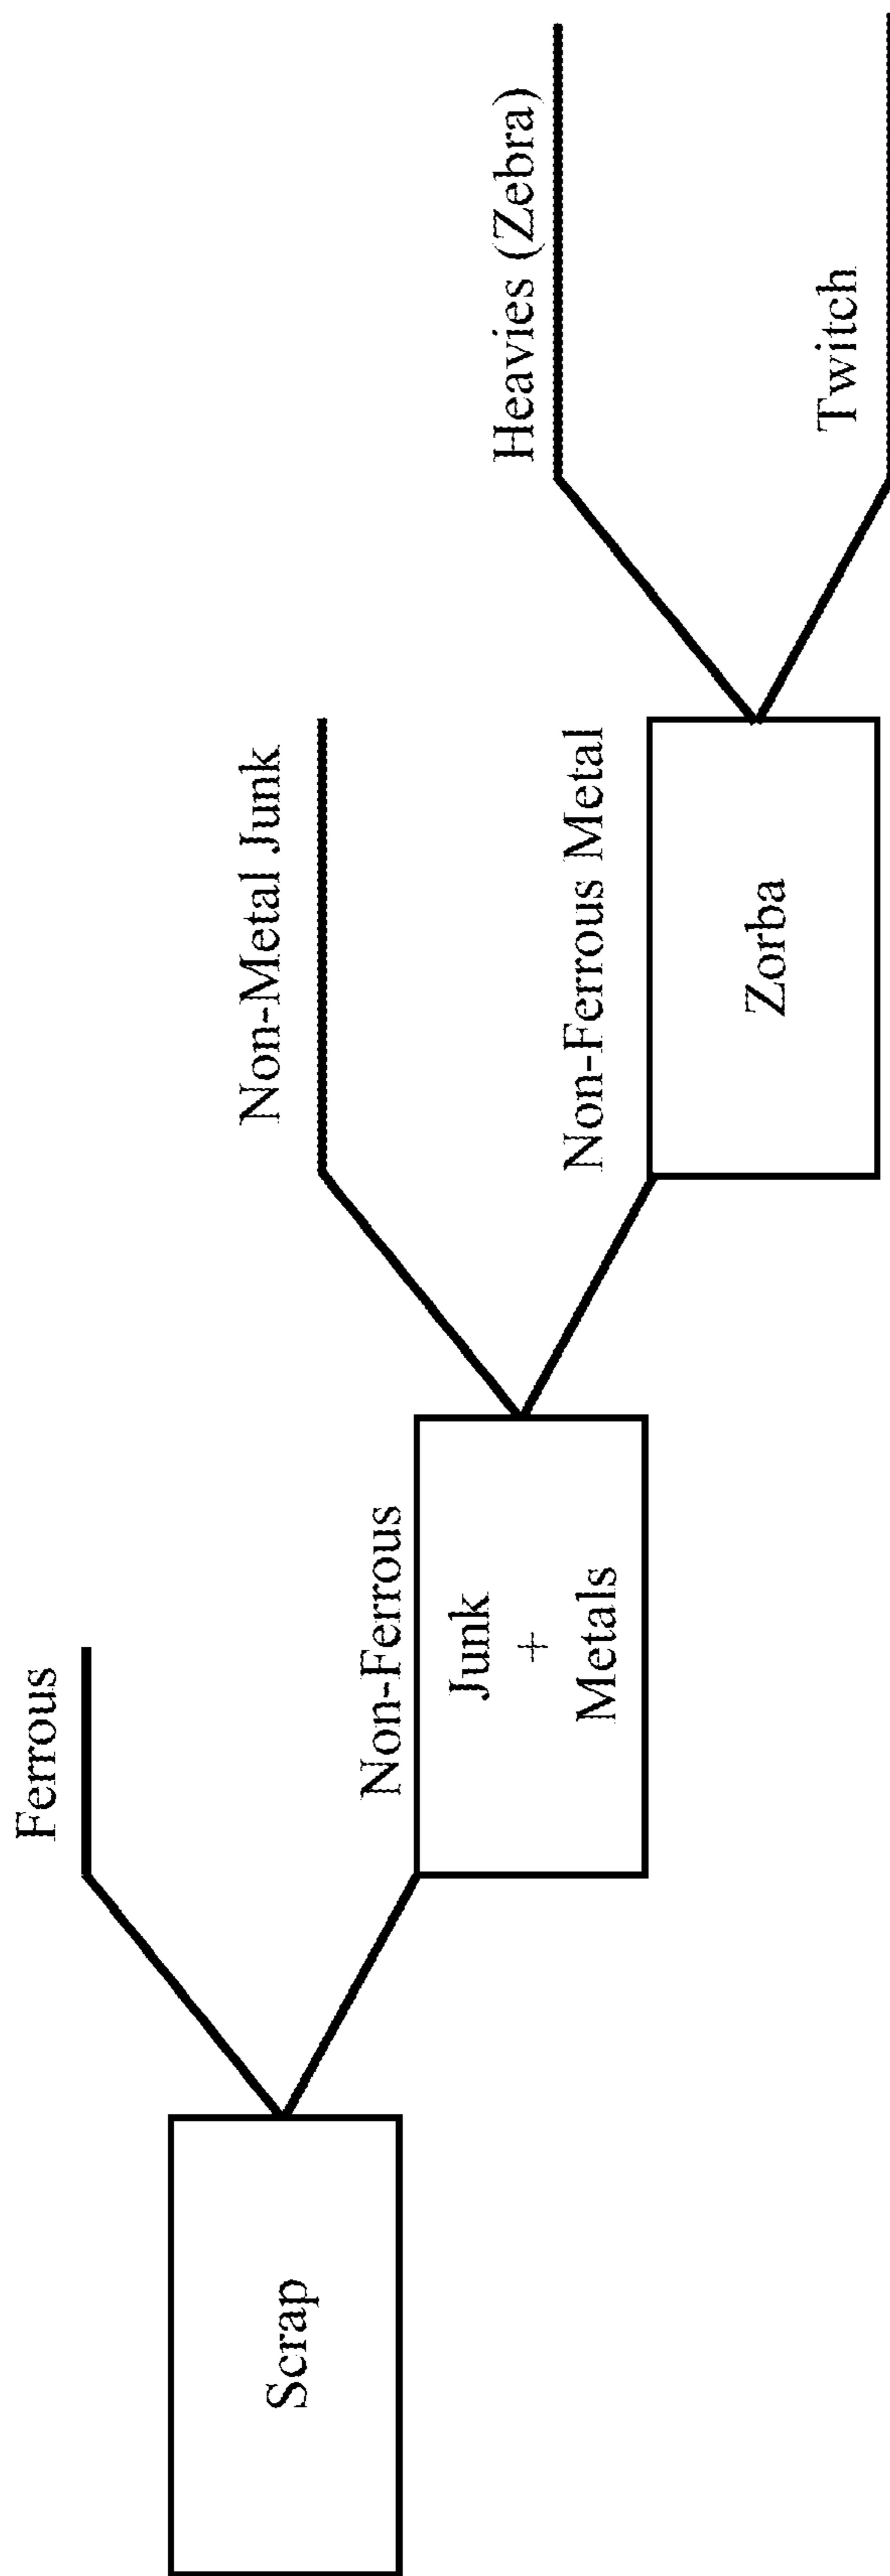 Scrap
Ferrous
Non-Ferrous
Junk
+
Metals
Non-Metal Junk
Non-Ferrous Metal
Zorba
Heavies (Zebra)
Twitch